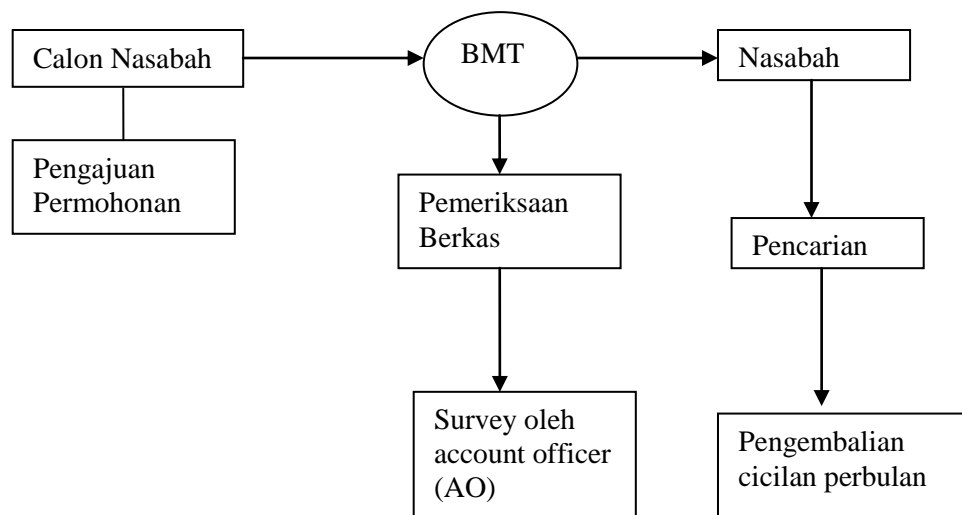 Calon Nasabah
BMT
Nasabah
Pengajuan
Permohonan
Pemeriksaan
Berkas
Pencarian
Survey oleh
account officer
(AO)
Pengembalian
cicilan perbulan